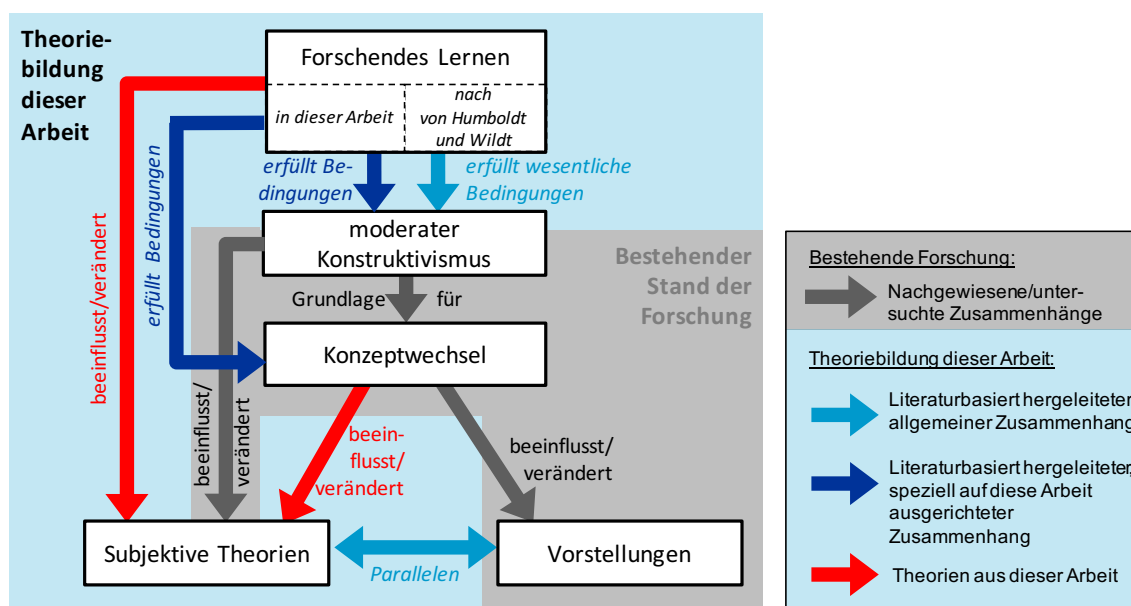 Theorie-
bildung
dieser
Arbeit
Forschendes Lernen
in dieser Arbeit
nach
von Humboldt
und Wildt
erfüllt Be-
dingungen
erfüllt wesentliche
Bedingungen
beeinflusst/verändert
erfüllt Bedingungen
moderater
Konstruktivismus
Bestehender
Stand der
Forschung
Grundlage für
Konzeptwechsel
beeinflusst/
verändert
beein-
flusst/
verändert
beeinflusst/
verändert
Subjektive Theorien
Parallelen
Vorstellungen
Bestehende Forschung:
Nachgewiesene/unter-
suchte Zusammenhänge
Theoriebildung dieser Arbeit:
Literaturbasiert hergeleiteter
allgemeiner Zusammenhang
Literaturbasiert hergeleiteter,
speziell auf diese Arbeit
ausgerichteter
Zusammenhang
Theorien aus dieser Arbeit